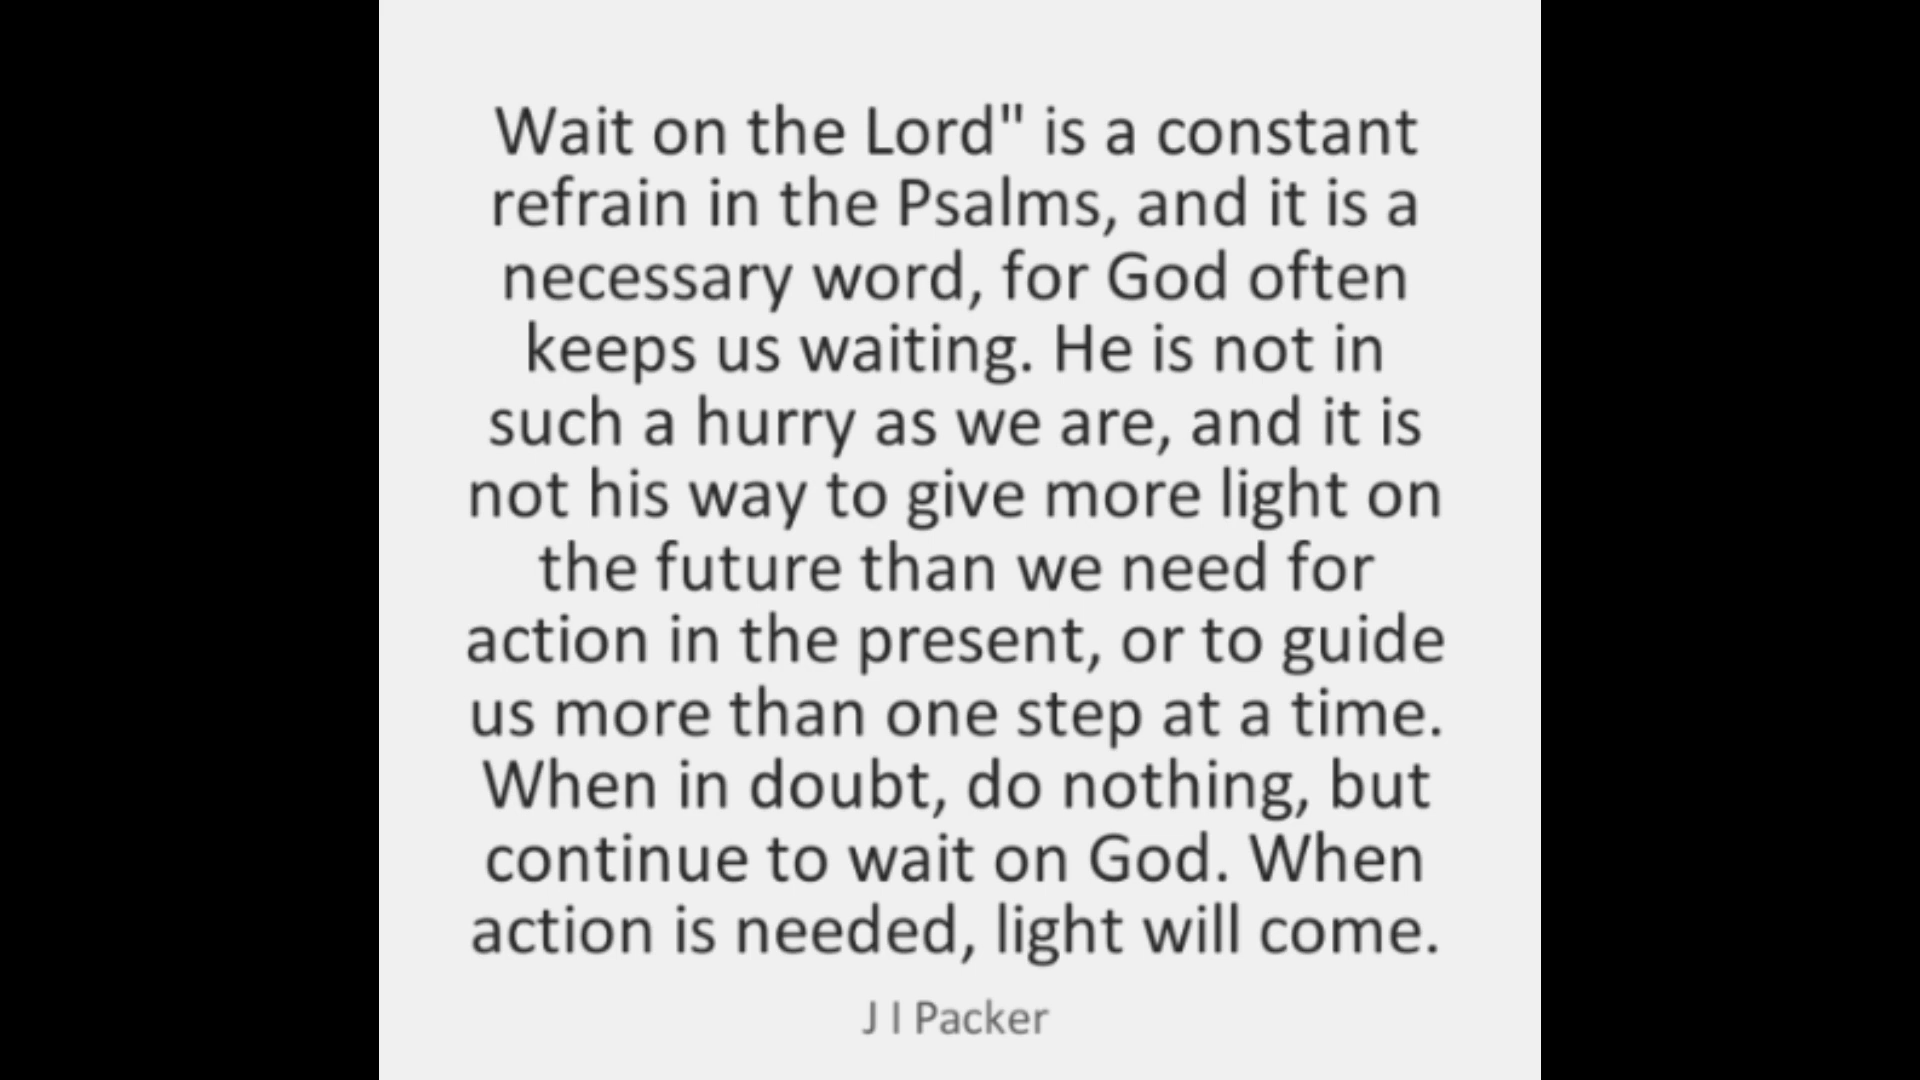 Wait on the Lord" is a constant
refrain in the Psalms, and it is a
necessary word, for God often
keeps us waiting. He is not in
such a hurry as we are, and it is
not his way to give more light on
the future than we need for
action in the present, or to guide
us more than one step at a time.
When in doubt, do nothing, but
continue to wait on God. When
action is needed, light will come.
J I Packer